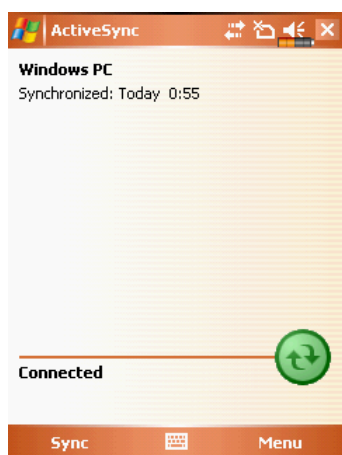 ActiveSync
Windows PC
Synchronized: Today 0:55
Connected
Sync Menu